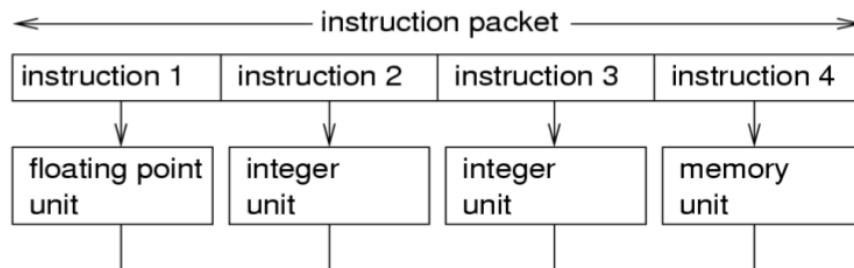 instruction packet
instruction 1 instruction 2 instruction 3 instruction 4
floating point integer integer memory
unit unit unit unit